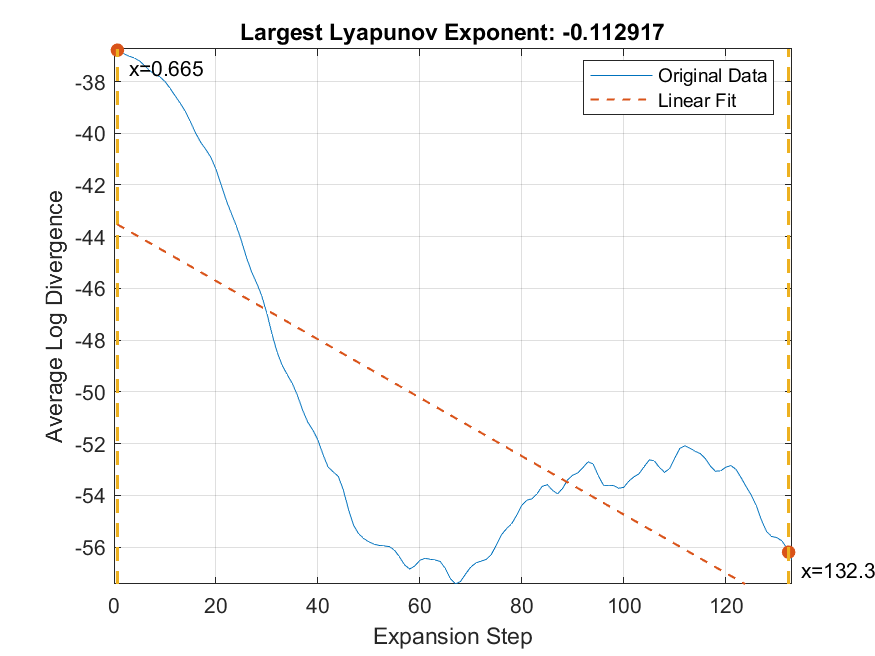 Largest Lyapunov Exponent: -0.112917
x=0.665
Original Data
Linear Fit
-38
-40
-42
-44
-46
-48
-50
-52
-54
-56
Average Log Divergence
x=132.3
0
20
40
60
80
100
120
Expansion Step